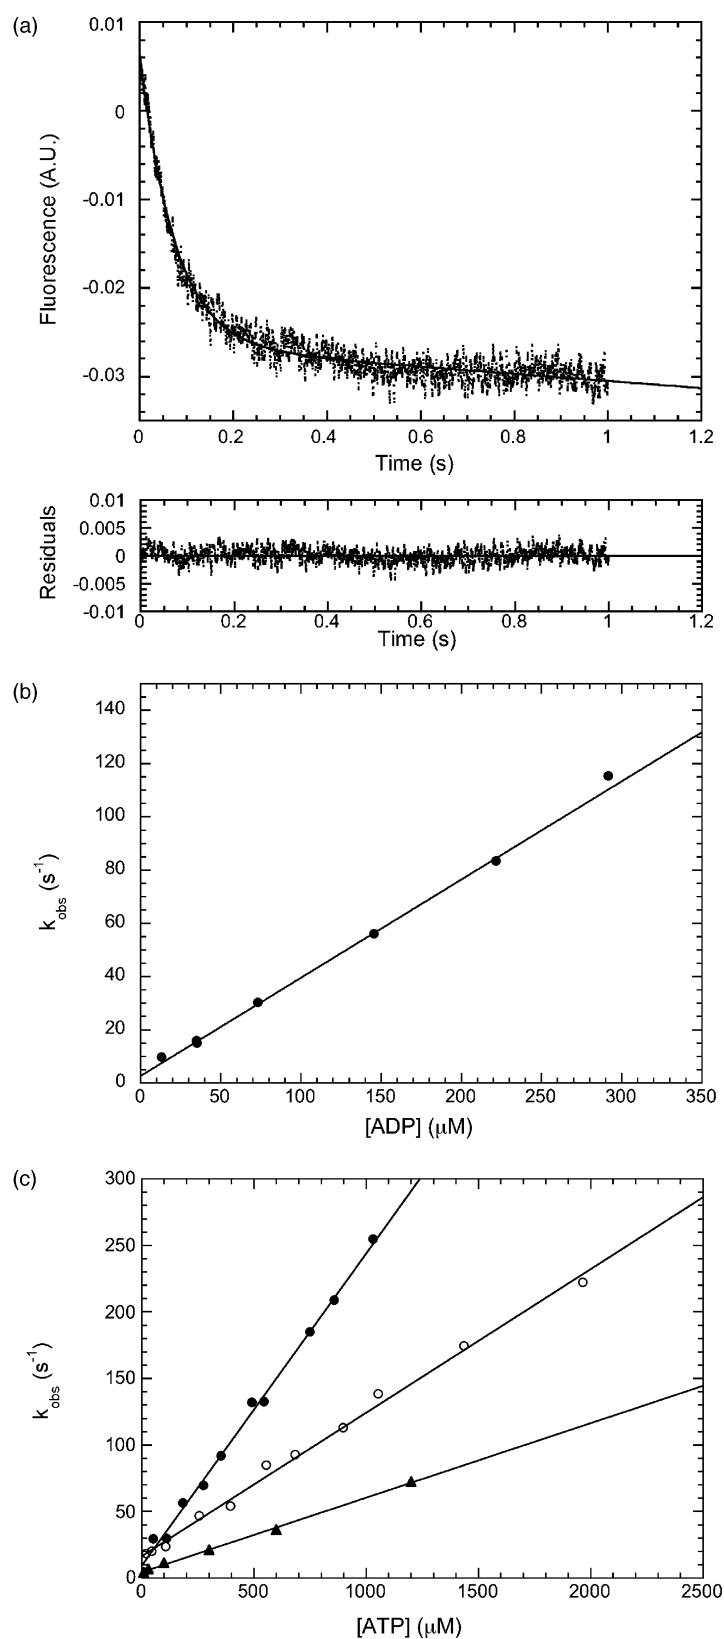 (a)
0.01
0
-0.01
-0.02
-0.03
Fluorescence (A.U.)
0 0.2 0.4 0.6 0.8 1 1.2
Time (s)
0.01
0.005
0
-0.005
-0.01
Residuals
0 0.2 0.4 0.6 0.8 1 1.2
Time (s)
(b)
140
120
100
80
60
40
20
0
k_obs (s^-1)
0 50 100 150 200 250 300 350
[ADP] (μM)
(c)
300
250
200
150
100
50
0
k_obs (s^-1)
0 500 1000 1500 2000 2500
[ATP] (μM)